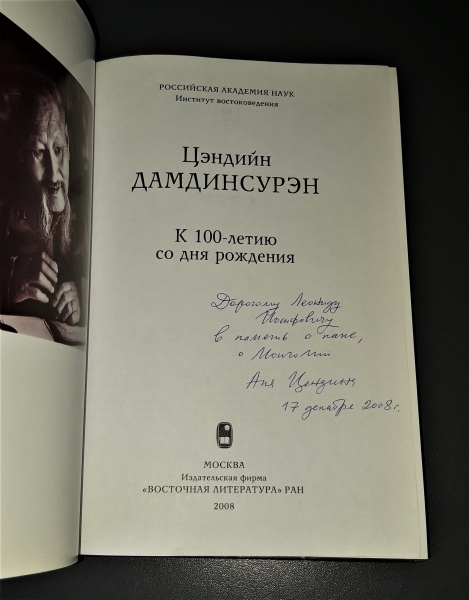 РОССИЙСКАЯ АКАДЕМИЯ НАУК
Институт востоковедения
Цэндийн
ДАМДИНСУРЭН
К 100-летию
со дня рождения
Дорогому Леониду
Иосифовичу
в память о папе,
о Монголии
Аня Цендина
17 декабря 2008 г.
МОСКВА
Издательская фирма
«ВОСТОЧНАЯ ЛИТЕРАТУРА» РАН
2008